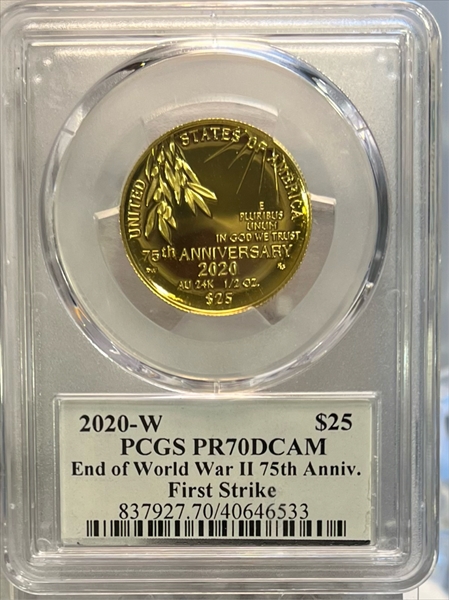 UNITED STATES OF AMERICA
E
PLURIBUS
UNUM
IN GOD WE TRUST
75th ANNIVERSARY
2020
AU 24K 1/2 OZ.
$25
2020-W $25
PCGS PR70DCAM
End of World War II 75th Anniv.
First Strike
837927.70/40646533